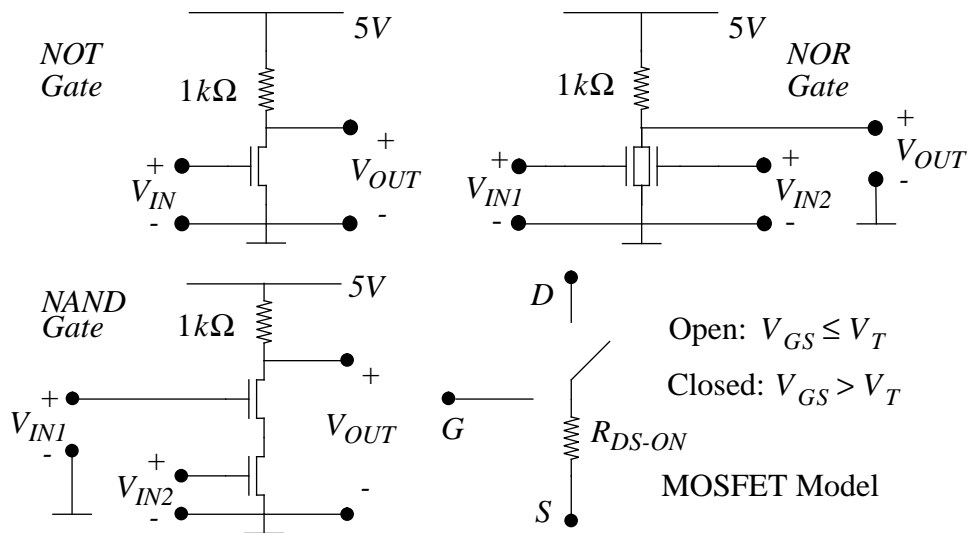 NOT
Gate
5V
1kΩ
+
V_OUT
-
+
V_IN
-
5V
NOR
Gate
1kΩ
+
V_OUT
-
+
V_IN1
-
+
V_IN2
-
NAND
Gate
5V
1kΩ
+
V_OUT
-
+
V_IN1
-
+
V_IN2
-
D
G
R_DS-ON
S
Open: V_GS ≤ V_T
Closed: V_GS > V_T
MOSFET Model